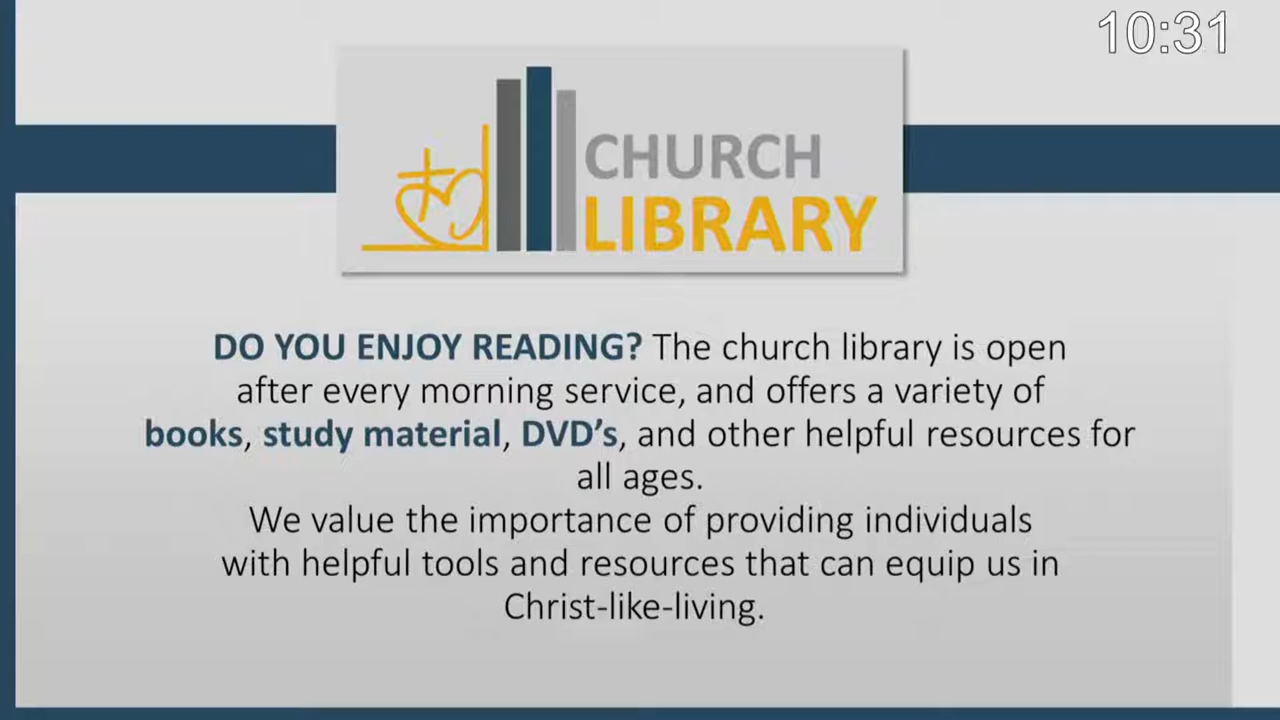 10:31
CHURCH
LIBRARY
DO YOU ENJOY READING? The church library is open
after every morning service, and offers a variety of
books, study material, DVD’s, and other helpful resources for
all ages.
We value the importance of providing individuals
with helpful tools and resources that can equip us in
Christ-like-living.